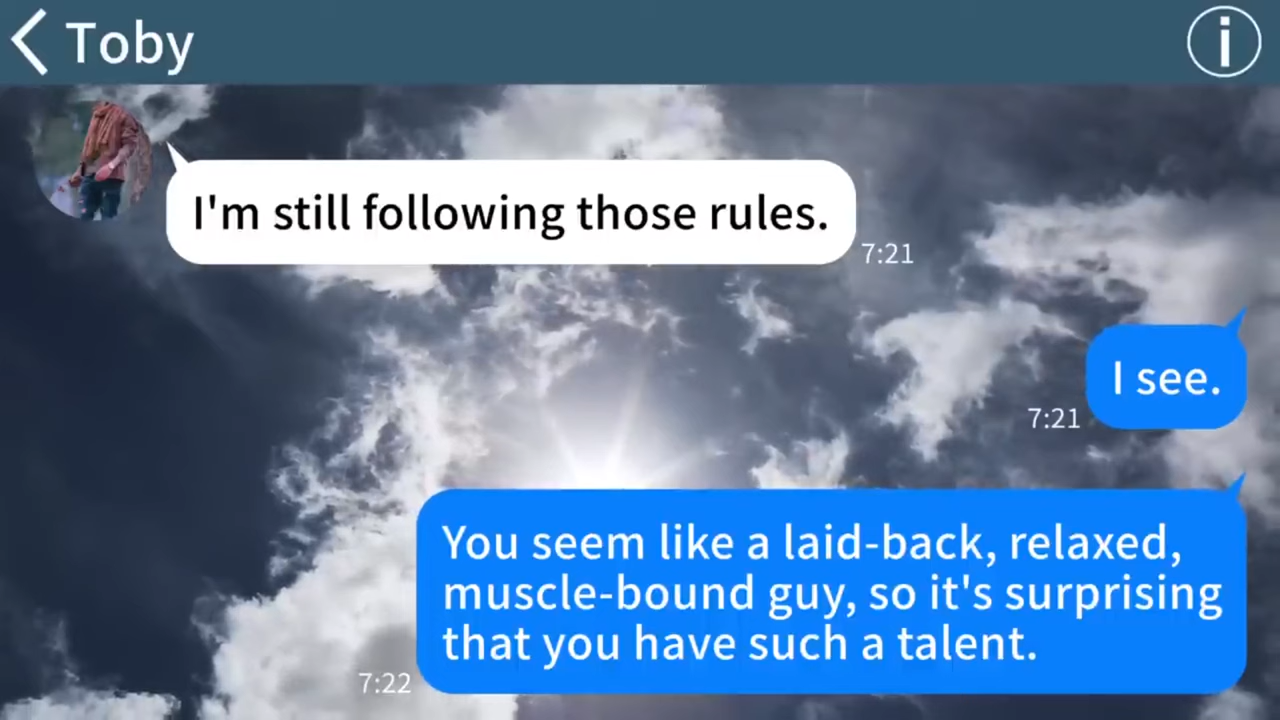 Toby
I'm still following those rules.
7:21
I see.
7:21
You seem like a laid-back, relaxed,
muscle-bound guy, so it's surprising
that you have such a talent.
7:22